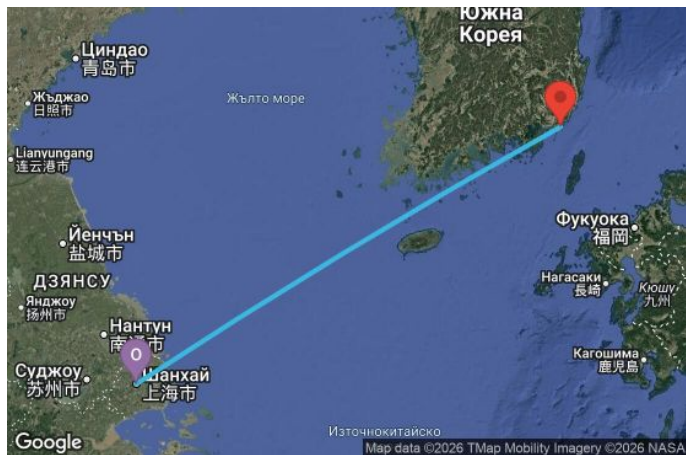 Южна
Корея
Циндао
青岛市
Жълто море
Жъджао
日照市
Lianyungang
连云港市
Фукуока
福岡
Йенчън
盐城市
ДЗЯНСУ
Нагасаки
長崎
Кюшу
九州
Янджоу
扬州市
Нантун
南通市
O
Шанхай
上海市
Суджоу
苏州市
Кагошима
鹿児島
Източнокитайско
Google
Map data ©2026 TMap Mobility Imagery ©2026 NASA